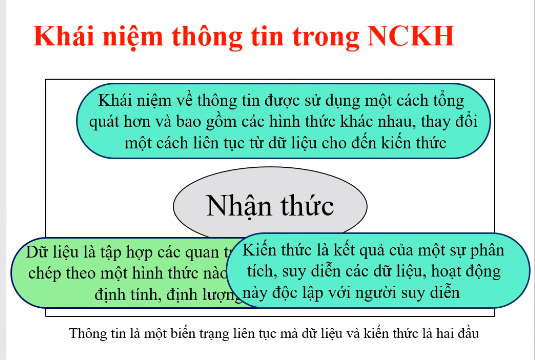 Khái niệm thông tin trong NCKH
Khái niệm về thông tin được sử dụng một cách tổng
quát hơn và bao gồm các hình thức khác nhau, thay đổi
một cách liên tục từ dữ liệu cho đến kiến thức
Nhận thức
Dữ liệu là tập hợp các quan
chép theo một hình thức nào
định tính, định lượng
Kiến thức là kết quả của một sự phân
tích, suy diễn các dữ liệu, hoạt động
này độc lập với người suy diễn
Thông tin là một biến trạng liên tục mà dữ liệu và kiến thức là hai đầu